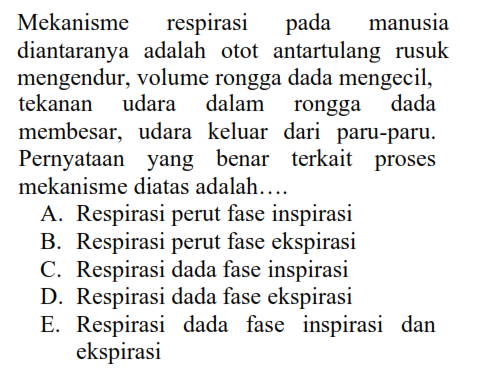 Mekanisme respirasi pada manusia
diantaranya adalah otot antartulang rusuk
mengendur, volume rongga dada mengecil,
tekanan udara dalam rongga dada
membesar, udara keluar dari paru-paru.
Pernyataan yang benar terkait proses
mekanisme diatas adalah….
A. Respirasi perut fase inspirasi
B. Respirasi perut fase ekspirasi
C. Respirasi dada fase inspirasi
D. Respirasi dada fase ekspirasi
E. Respirasi dada fase inspirasi dan
ekspirasi